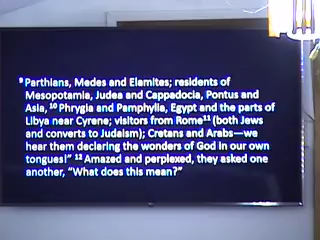 9 Parthians, Medes and Elamites; residents of
Mesopotamia, Judea and Cappadocia, Pontus and
Asia, 10 Phrygia and Pamphylia, Egypt and the parts of
Libya near Cyrene; visitors from Rome 11 (both Jews
and converts to Judaism); Cretans and Arabs—we
hear them declaring the wonders of God in our own
tongues!” 12 Amazed and perplexed, they asked one
another, “What does this mean?”